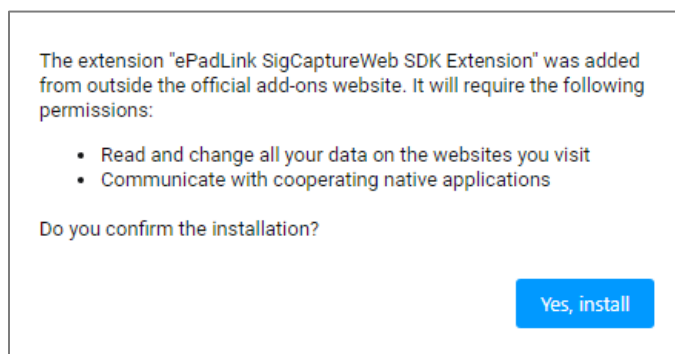 The extension "ePadLink SigCaptureWeb SDK Extension" was added
from outside the official add-ons website. It will require the following
permissions:
• Read and change all your data on the websites you visit
• Communicate with cooperating native applications
Do you confirm the installation?
Yes, install